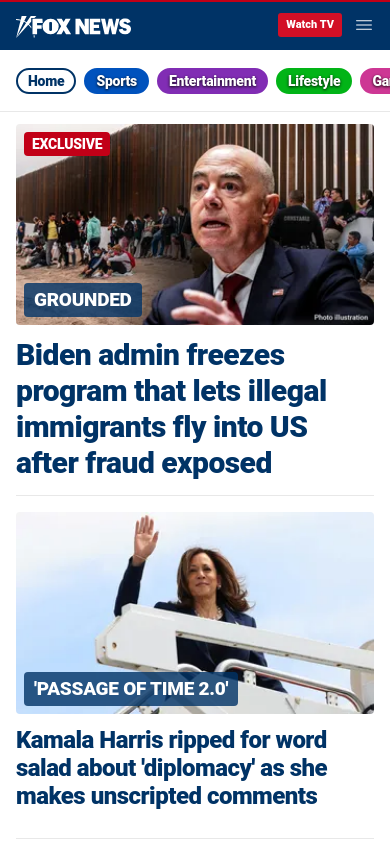 FOX NEWS
Watch TV
Home Sports Entertainment Lifestyle Ga
EXCLUSIVE
CONSTABLE
GROUNDED
Photo illustration
Biden admin freezes
program that lets illegal
immigrants fly into US
after fraud exposed
'PASSAGE OF TIME 2.0'
Kamala Harris ripped for word
salad about 'diplomacy' as she
makes unscripted comments